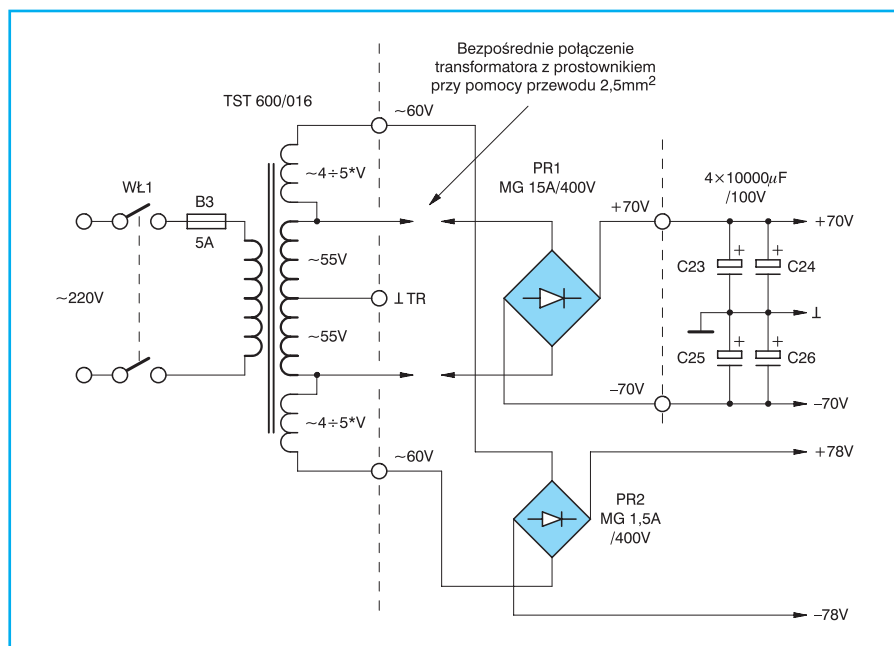 Bezpośrednie połączenie
transformatora z prostownikiem
przy pomocy przewodu 2,5mm²
TST 600/016
~60V
~4÷5*V
PR1
MG 15A/400V
4×10000µF
/100V
WŁ1
B3
5A
+70V
+70V
~55V
C23
+
+
C24
~220V
⊥ TR
⊥
~55V
C25
+
+
C26
–70V
–70V
~4÷5*V
~60V
+78V
PR2
MG 1,5A
/400V
–78V